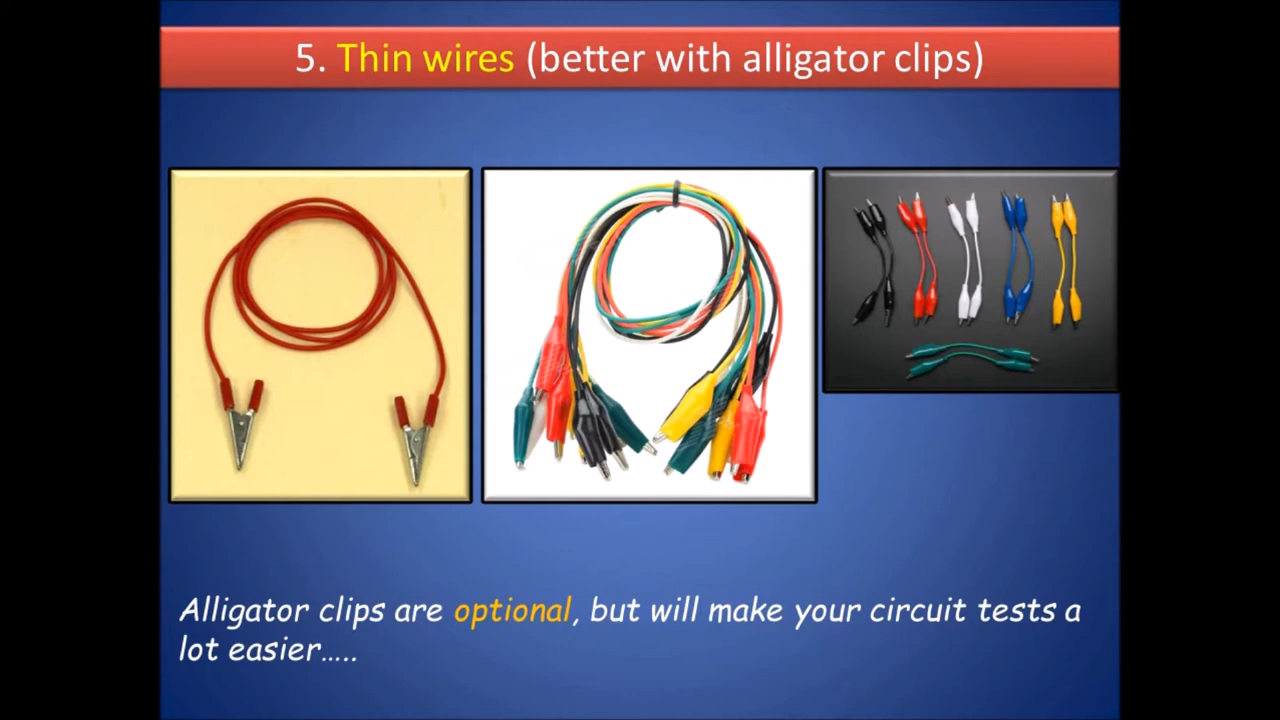 5. Thin wires (better with alligator clips)
Alligator clips are optional, but will make your circuit tests a
lot easier…..